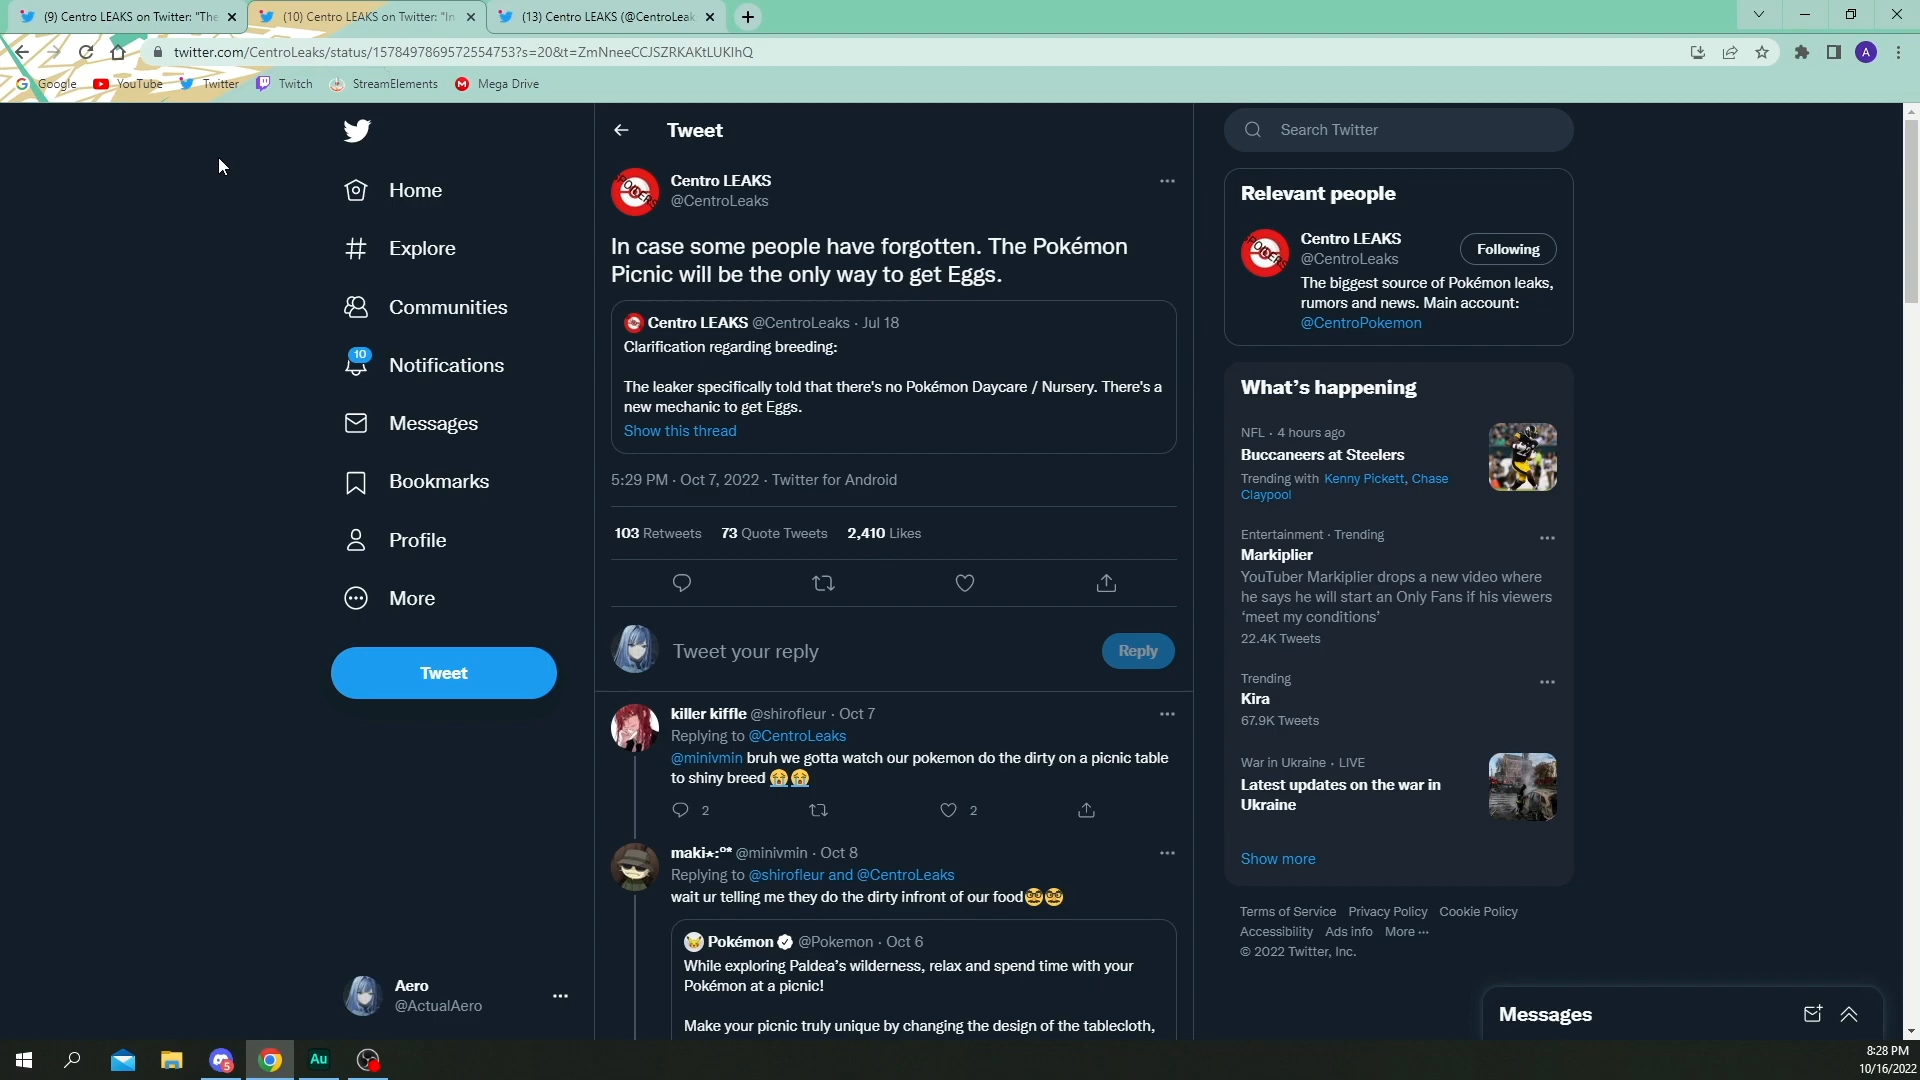 (9) Centro LEAKS on Twitter: "The
(10) Centro LEAKS on Twitter: "In
(13) Centro LEAKS (@CentroLeak
twitter.com/CentroLeaks/status/1578497869572554753?s=20&t=ZmNneeCCJSZRKAKtLUKIhQ
A
Google
YouTube
Twitter
Twitch
StreamElements
Mega Drive
Home
Explore
Communities
10
Notifications
Messages
Bookmarks
Profile
More
Tweet
Aero
@ActualAero
Tweet
Centro LEAKS
@CentroLeaks
In case some people have forgotten. The Pokémon
Picnic will be the only way to get Eggs.
Centro LEAKS @CentroLeaks · Jul 18
Clarification regarding breeding:
The leaker specifically told that there's no Pokémon Daycare / Nursery. There's a
new mechanic to get Eggs.
Show this thread
5:29 PM · Oct 7, 2022 · Twitter for Android
103 Retweets 73 Quote Tweets 2,410 Likes
Tweet your reply
Reply
killer kiffle @shirofleur · Oct 7
Replying to @CentroLeaks
@minivmin bruh we gotta watch our pokemon do the dirty on a picnic table
to shiny breed 😭😭
2
2
maki⋆:°* @minivmin · Oct 8
Replying to @shirofleur and @CentroLeaks
wait ur telling me they do the dirty infront of our food🥸🥸
Pokémon @Pokemon · Oct 6
While exploring Paldea's wilderness, relax and spend time with your
Pokémon at a picnic!
Make your picnic truly unique by changing the design of the tablecloth,
Search Twitter
Relevant people
Centro LEAKS
@CentroLeaks
Following
The biggest source of Pokémon leaks,
rumors and news. Main account:
@CentroPokemon
What's happening
NFL · 4 hours ago
Buccaneers at Steelers
Trending with Kenny Pickett, Chase
Claypool
Entertainment · Trending
Markiplier
YouTuber Markiplier drops a new video where
he says he will start an Only Fans if his viewers
'meet my conditions'
22.4K Tweets
Trending
Kira
67.9K Tweets
War in Ukraine · LIVE
Latest updates on the war in
Ukraine
Show more
Terms of Service Privacy Policy Cookie Policy
Accessibility Ads info More ···
© 2022 Twitter, Inc.
Messages
5
Au
8:28 PM
10/16/2022